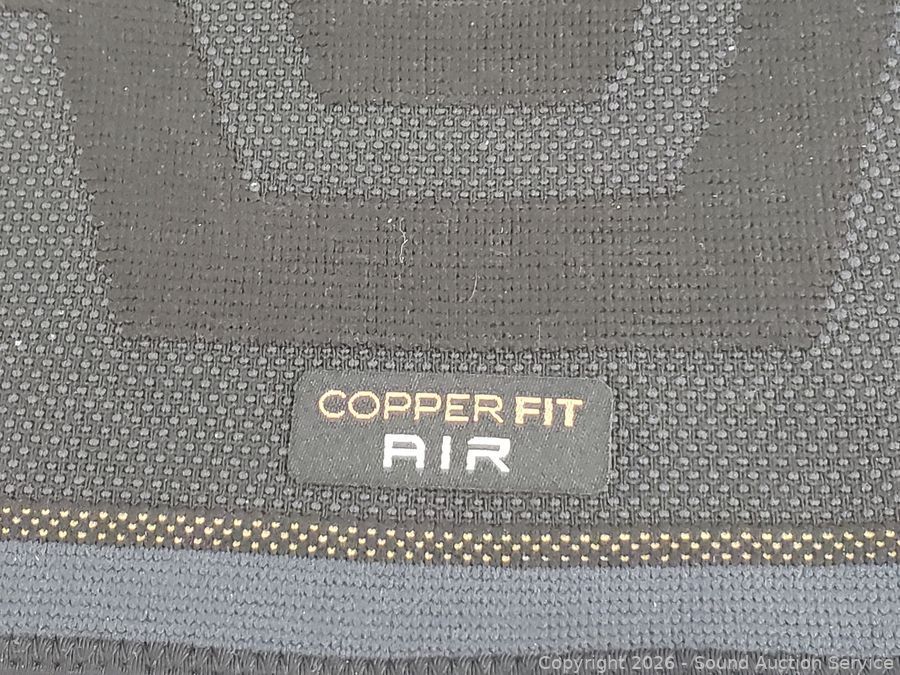 COPPER FIT
AIR
Copyright 2026 - Sound Auction Service